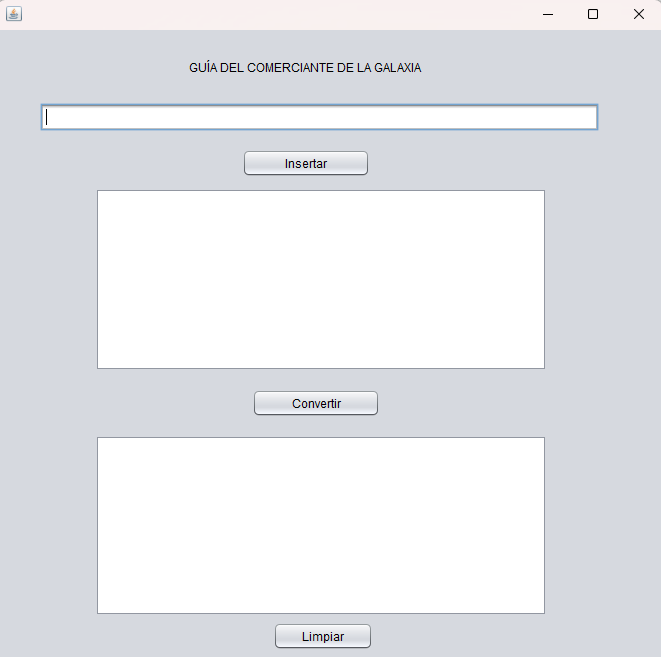 GUÍA DEL COMERCIANTE DE LA GALAXIA
Insertar
Convertir
Limpiar